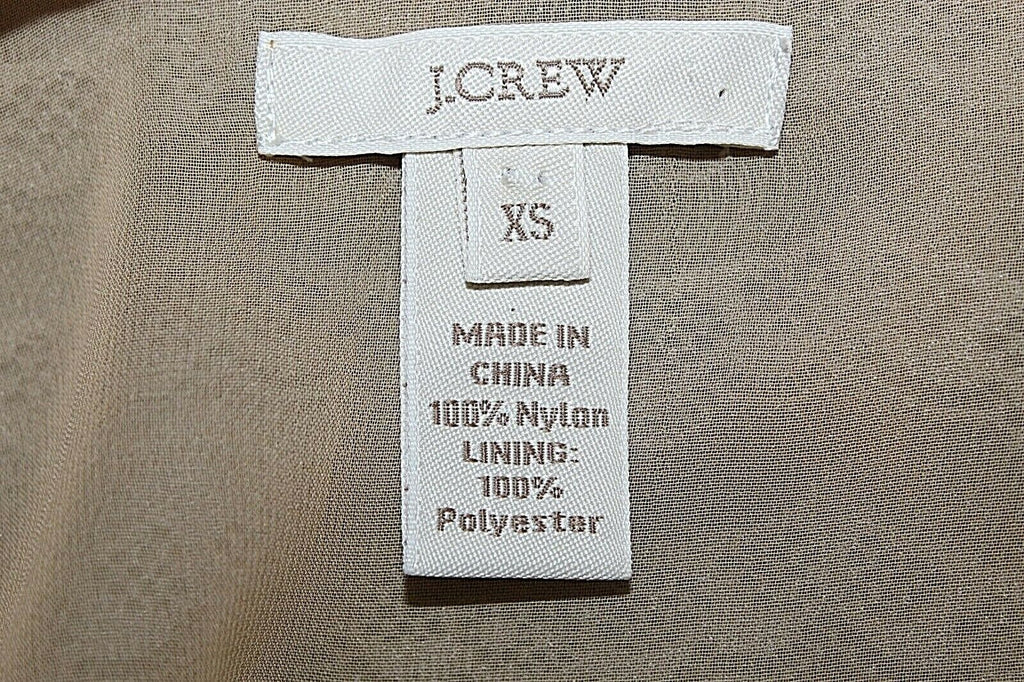 J.CREW
XS
MADE IN
CHINA
100% Nylon
LINING:
100%
Polyester